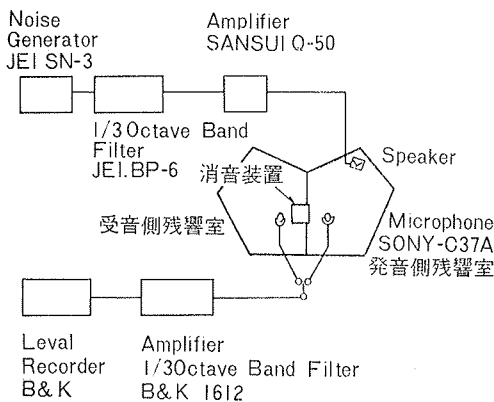 Noise
Generator
JEI SN-3
Amplifier
SANSUI Q-50
1/3 Octave Band
Filter
JEI.BP-6
Speaker
消音装置
受音側残響室
Microphone
SONY-C37A
発音側残響室
Leval
Recorder
B&K
Amplifier
1/3Octave Band Filter
B&K 1612